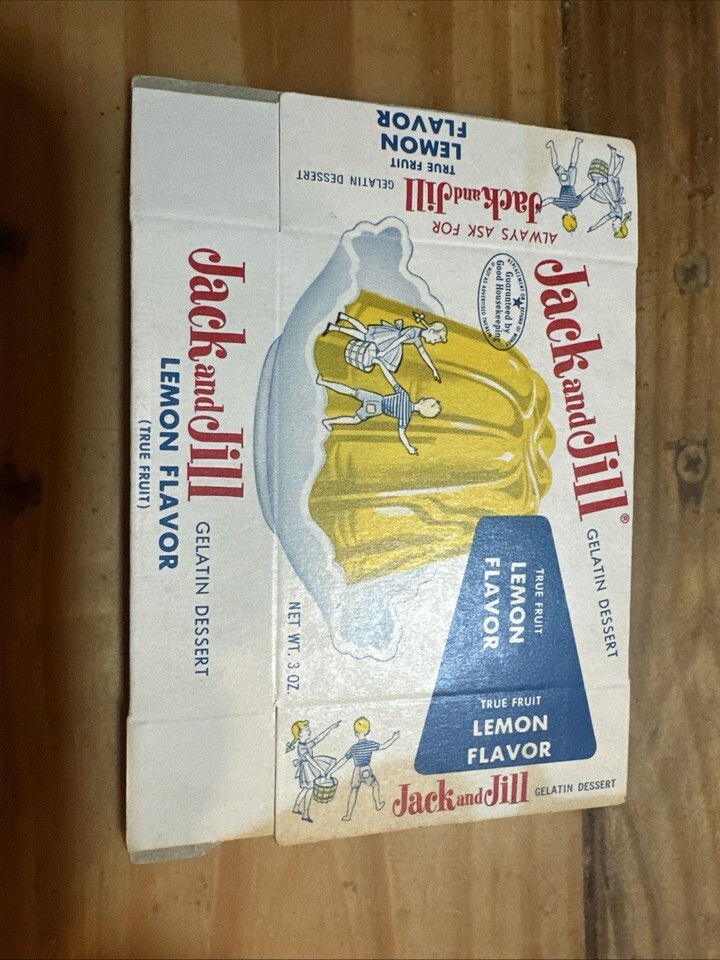 ALWAYS ASK FOR
Jack and Jill
GELATIN DESSERT
TRUE FRUIT
LEMON
FLAVOR
Jack and Jill®
GELATIN DESSERT
Guaranteed by
Good Housekeeping
TRUE FRUIT
LEMON
FLAVOR
NET WT. 3 OZ.
TRUE FRUIT
LEMON
FLAVOR
Jack and Jill GELATIN DESSERT
Jack and Jill GELATIN DESSERT
LEMON FLAVOR
(TRUE FRUIT)